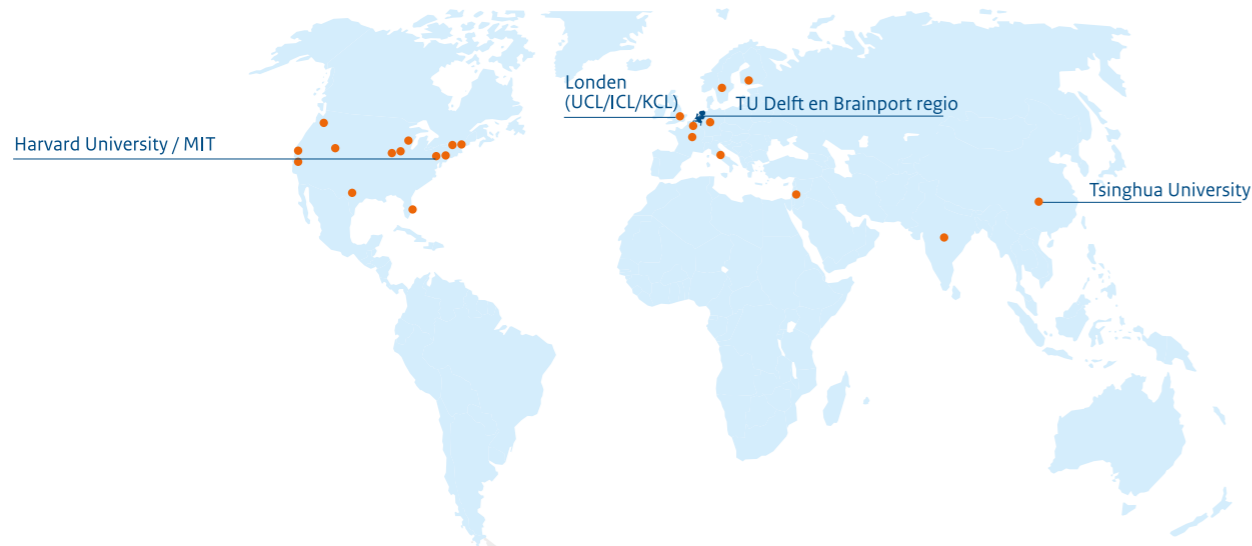 Londen
(UCL/ICL/KCL)
TU Delft en Brainport regio
Harvard University / MIT
Tsinghua University